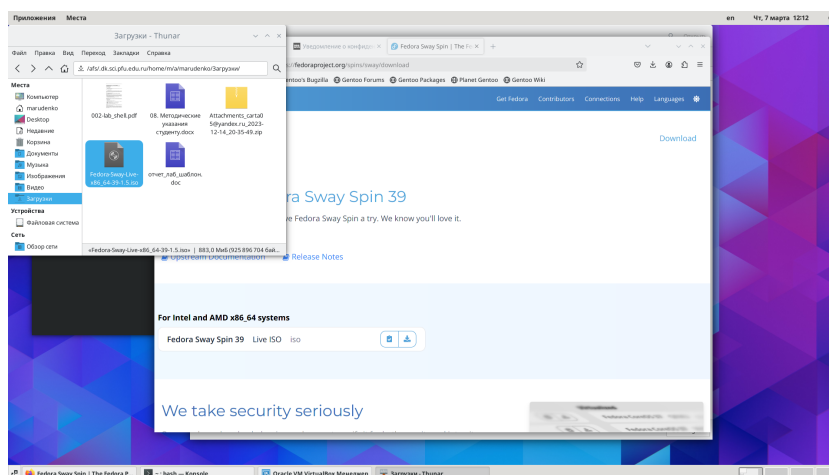 Приложения Места
en Чт, 7 марта 12:12
Загрузки - Thunar
Файл Правка Вид Переход Закладки Справка
/afs/.dk.sci.pfu.edu.ru/home/m/a/marudenko/Загрузки/
Места
Компьютер
marudenko
Desktop
Недавние
Корзина
Документы
Музыка
Изображения
Видео
Загрузки
Устройства
Файловая система
Сеть
Обзор сети
002-lab_shell.pdf
08. Методические
указания
студенту.docx
Attachments_carta0
5@yandex.ru_2023-
12-14_20-35-49.zip
Fedora-Sway-Live-
x86_64-39-1.5.iso
отчет_лаб_шаблон.
doc
«Fedora-Sway-Live-x86_64-39-1.5.iso» | 883,0 МиБ (925 896 704 бай...
Уведомление о конфиден
Fedora Sway Spin | The Fe
fedoraproject.org/spins/sway/download
Gentoo's Bugzilla Gentoo Forums Gentoo Packages Planet Gentoo Gentoo Wiki
Get Fedora Contributors Connections Help Languages
Download
ra Sway Spin 39
ve Fedora Sway Spin a try. We know you'll love it.
Upstream Documentation Release Notes
For Intel and AMD x86_64 systems
Fedora Sway Spin 39 Live ISO iso
We take security seriously
Fedora Sway Spin | The Fedora P...
~ : bash — Konsole
Oracle VM VirtualBox Менеджер
Загрузки - Thunar